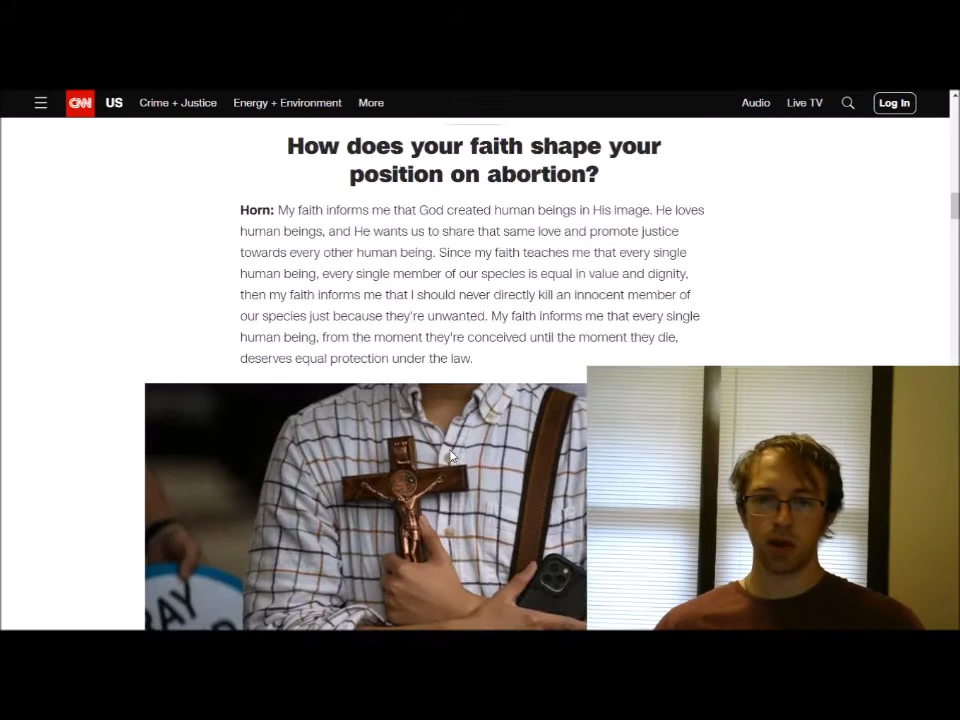 CNN US Crime + Justice Energy + Environment More Audio Live TV Log In
How does your faith shape your
position on abortion?
Horn: My faith informs me that God created human beings in His image. He loves
human beings, and He wants us to share that same love and promote justice
towards every other human being. Since my faith teaches me that every single
human being, every single member of our species is equal in value and dignity,
then my faith informs me that I should never directly kill an innocent member of
our species just because they're unwanted. My faith informs me that every single
human being, from the moment they're conceived until the moment they die,
deserves equal protection under the law.
RAY